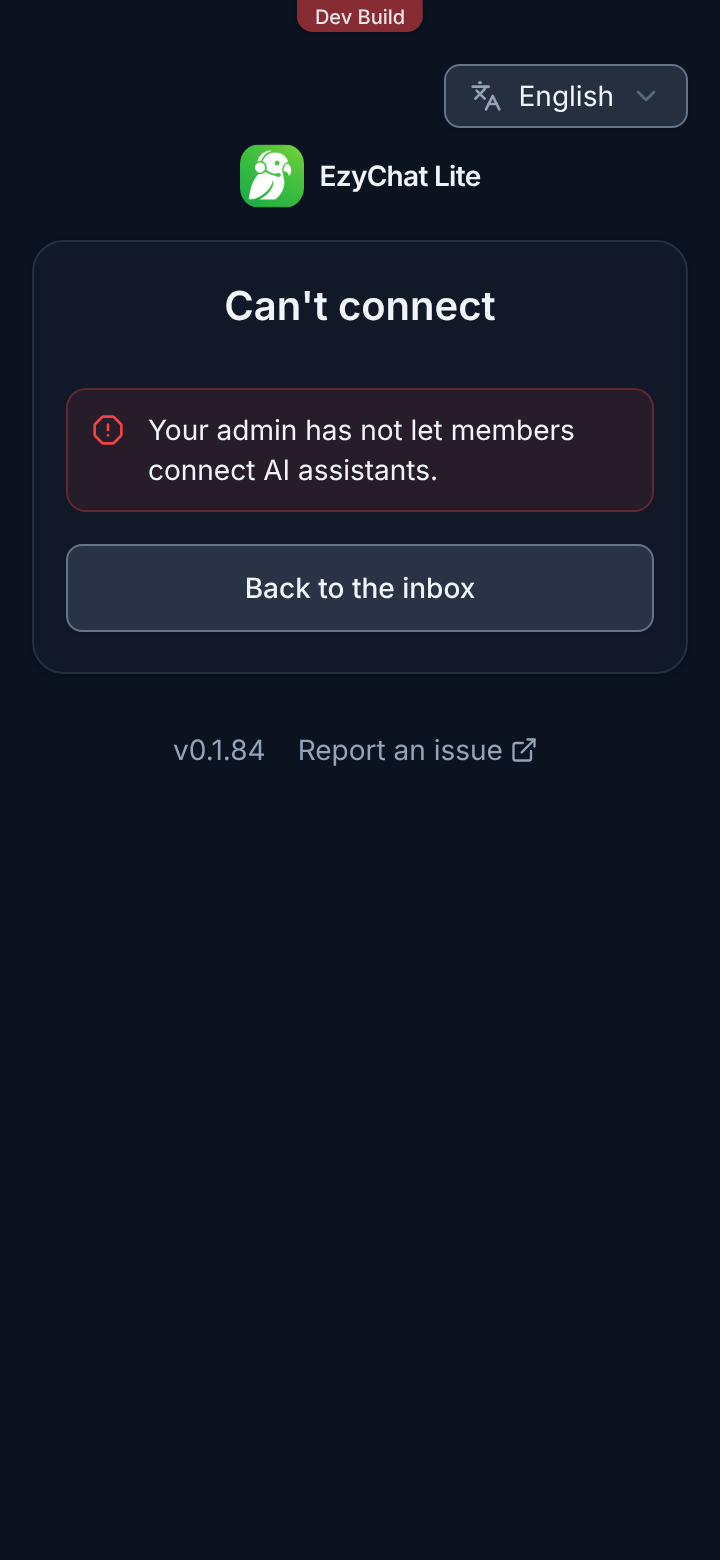 Dev Build
English
EzyChat Lite
Can't connect
Your admin has not let members
connect AI assistants.
Back to the inbox
v0.1.84 Report an issue